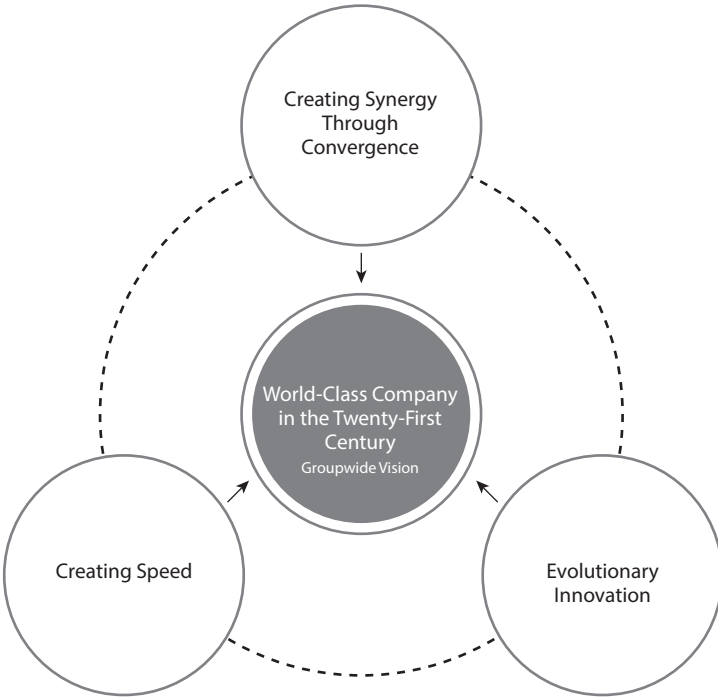 Creating Synergy
Through
Convergence
World-Class Company
in the Twenty-First
Century
Groupwide Vision
Creating Speed
Evolutionary
Innovation